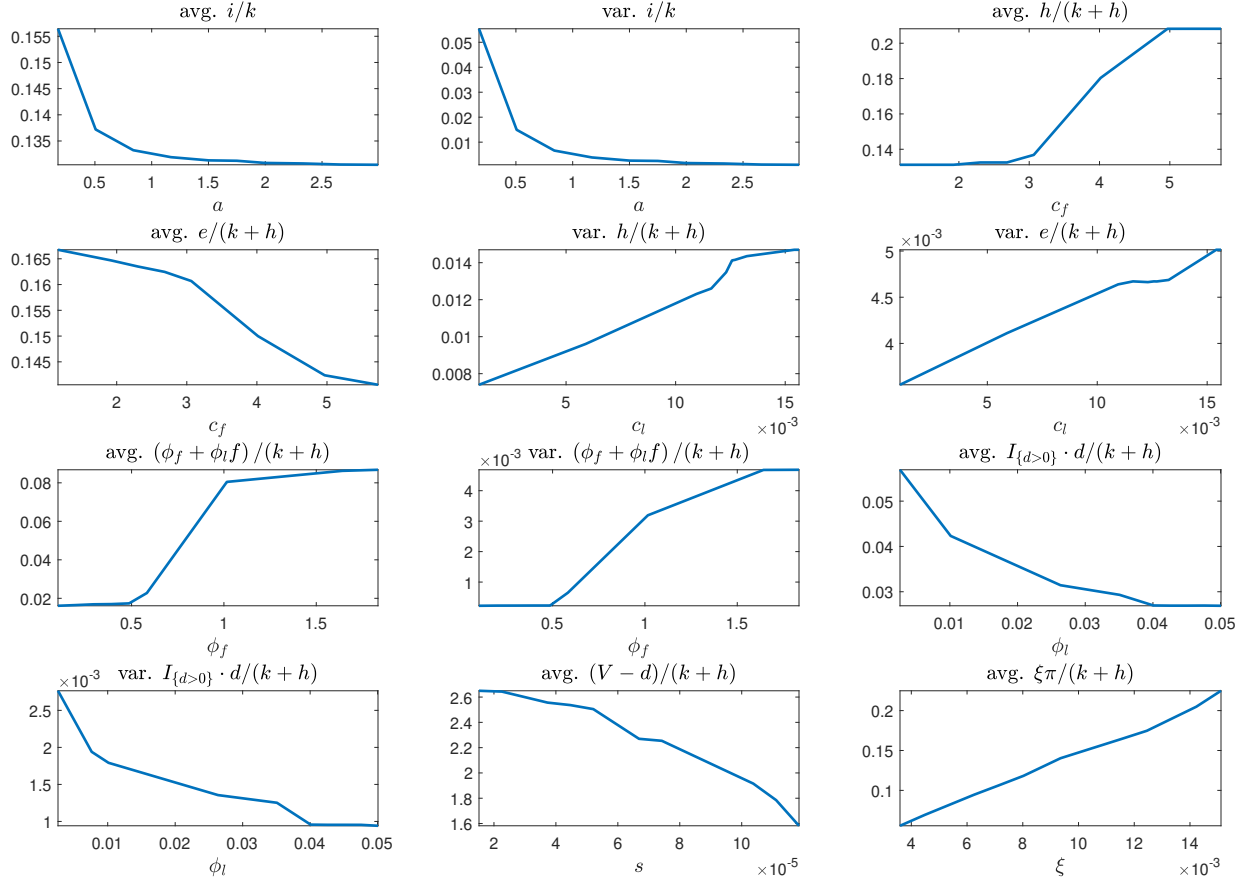 avg. i/k
0.155
0.15
0.145
0.14
0.135
0.5 1 1.5 2 2.5
a
var. i/k
0.05
0.04
0.03
0.02
0.01
0.5 1 1.5 2 2.5
a
avg. h/(k + h)
0.2
0.18
0.16
0.14
2 3 4 5
c_f
avg. e/(k + h)
0.165
0.16
0.155
0.15
0.145
2 3 4 5
c_f
var. h/(k + h)
0.014
0.012
0.01
0.008
5 10 15
×10⁻³
c_l
var. e/(k + h)
×10⁻³
5
4.5
4
5 10 15
×10⁻³
c_l
avg. (ϕ_f + ϕ_l f) /(k + h)
0.08
0.06
0.04
0.02
0.5 1 1.5
ϕ_f
×10⁻³ var. (ϕ_f + ϕ_l f) /(k + h)
4
3
2
1
0.5 1 1.5
ϕ_f
avg. I_{d>0} · d/(k + h)
0.05
0.04
0.03
0.01 0.02 0.03 0.04 0.05
ϕ_l
×10⁻³ var. I_{d>0} · d/(k + h)
2.5
2
1.5
1
0.01 0.02 0.03 0.04 0.05
ϕ_l
avg. (V − d)/(k + h)
2.6
2.4
2.2
2
1.8
1.6
2 4 6 8 10
×10⁻⁵
s
avg. ξπ/(k + h)
0.2
0.15
0.1
4 6 8 10 12 14
×10⁻³
ξ